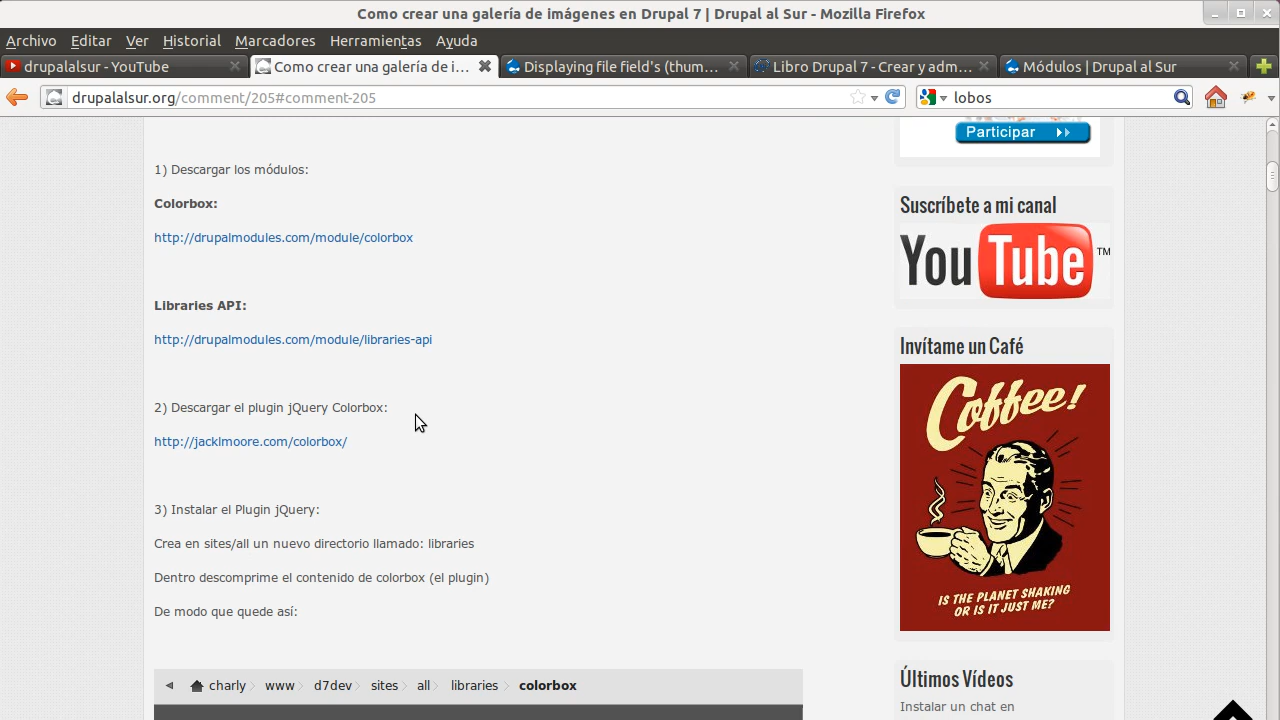 Como crear una galería de imágenes en Drupal 7 | Drupal al Sur - Mozilla Firefox
Archivo Editar Ver Historial Marcadores Herramientas Ayuda
drupalalsur - YouTube
Como crear una galería de i...
Displaying file field's (thum...
Libro Drupal 7 - Crear y adm...
Módulos | Drupal al Sur
drupalalsur.org/comment/205#comment-205
lobos
1) Descargar los módulos:
Colorbox:
http://drupalmodules.com/module/colorbox
Libraries API:
http://drupalmodules.com/module/libraries-api
2) Descargar el plugin jQuery Colorbox:
http://jacklmoore.com/colorbox/
3) Instalar el Plugin jQuery:
Crea en sites/all un nuevo directorio llamado: libraries
Dentro descomprime el contenido de colorbox (el plugin)
De modo que quede así:
charly www d7dev sites all libraries colorbox
Participar
Suscríbete a mi canal
YouTube™
Invítame un Café
Coffee!
IS THE PLANET SHAKING
OR IS IT JUST ME?
Últimos Vídeos
Instalar un chat en